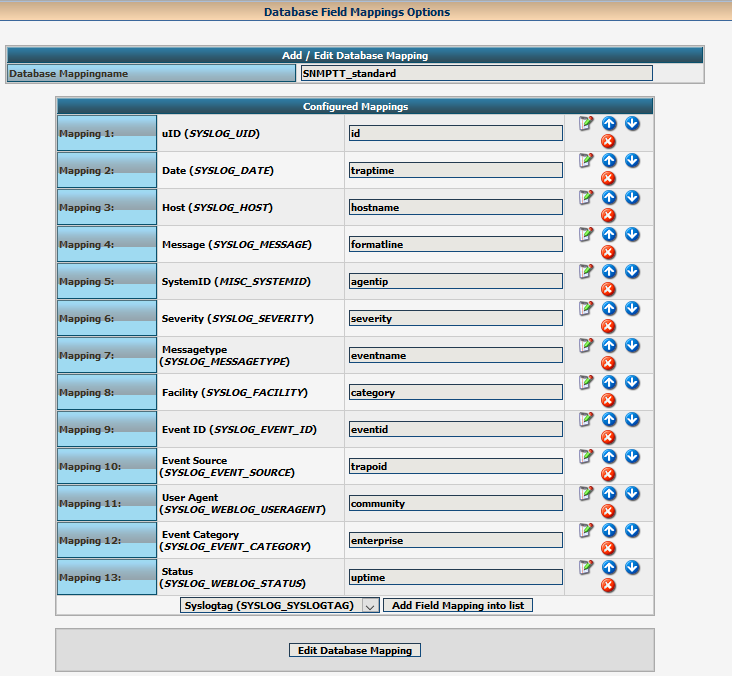 Database Field Mappings Options
Add / Edit Database Mapping
Database Mappingname SNMPTT_standard
Configured Mappings
Mapping 1: uID (SYSLOG_UID) id
Mapping 2: Date (SYSLOG_DATE) traptime
Mapping 3: Host (SYSLOG_HOST) hostname
Mapping 4: Message (SYSLOG_MESSAGE) formatline
Mapping 5: SystemID (MISC_SYSTEMID) agentip
Mapping 6: Severity (SYSLOG_SEVERITY) severity
Mapping 7: Messagetype (SYSLOG_MESSAGETYPE) eventname
Mapping 8: Facility (SYSLOG_FACILITY) category
Mapping 9: Event ID (SYSLOG_EVENT_ID) eventid
Mapping 10: Event Source (SYSLOG_EVENT_SOURCE) trapoid
Mapping 11: User Agent (SYSLOG_WEBLOG_USERAGENT) community
Mapping 12: Event Category (SYSLOG_EVENT_CATEGORY) enterprise
Mapping 13: Status (SYSLOG_WEBLOG_STATUS) uptime
Syslogtag (SYSLOG_SYSLOGTAG) Add Field Mapping into list
Edit Database Mapping